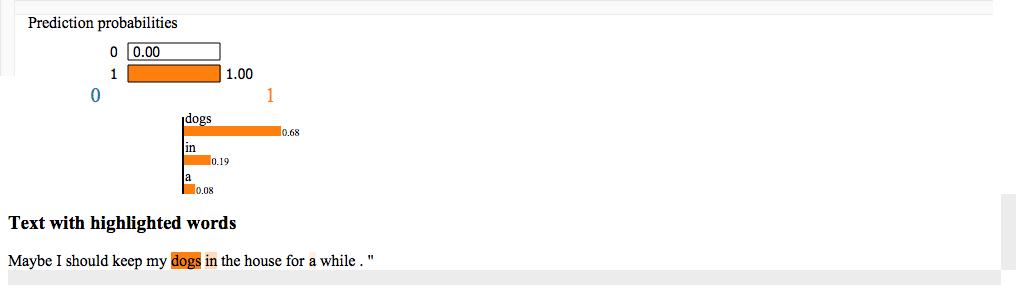 Prediction probabilities
0 0.00
1 1.00
0 1
dogs
0.68
in
0.19
a
0.08
Text with highlighted words
Maybe I should keep my dogs in the house for a while . "